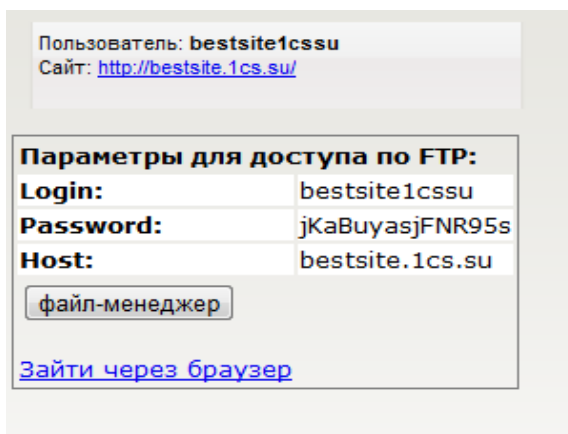 Пользователь: bestsite1cssu
Сайт: http://bestsite.1cs.su/
Параметры для доступа по FTP:
Login: bestsite1cssu
Password: jKaBuyasjFNR95s
Host: bestsite.1cs.su
файл-менеджер
Зайти через браузер